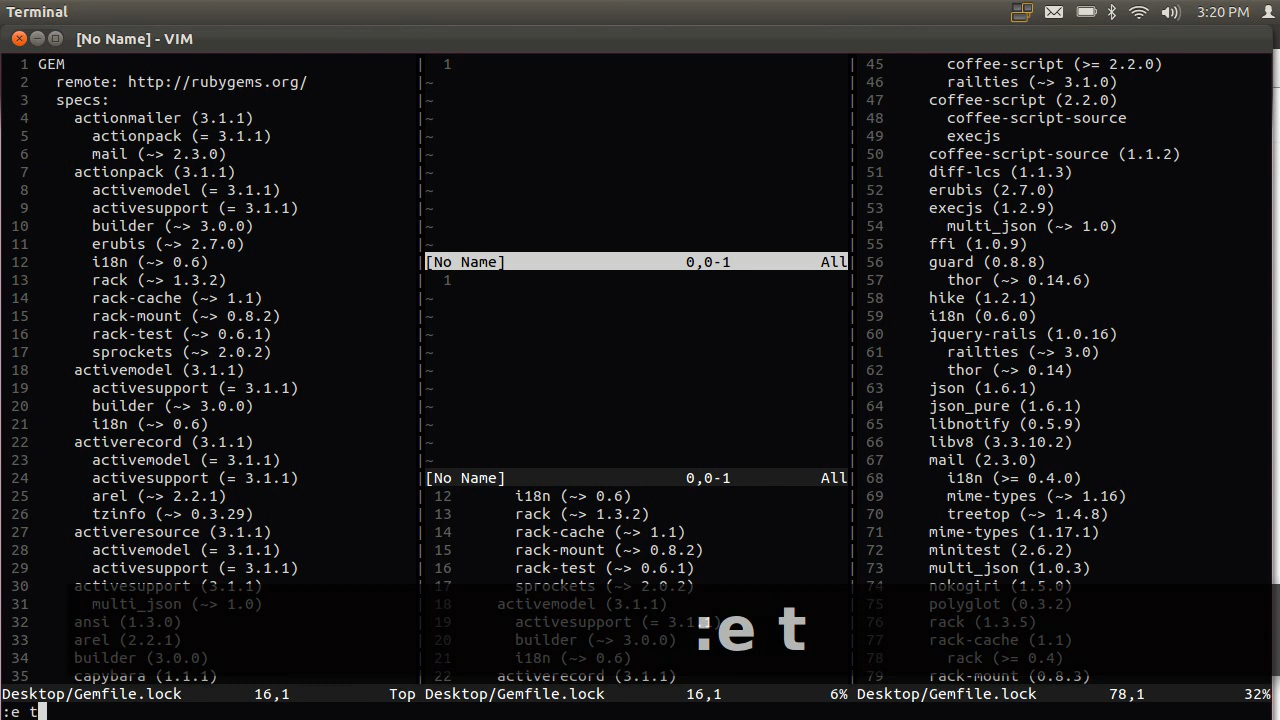 Terminal
3:20 PM
[No Name] - VIM
1 GEM
2 remote: http://rubygems.org/
3 specs:
4 actionmailer (3.1.1)
5 actionpack (= 3.1.1)
6 mail (~> 2.3.0)
7 actionpack (3.1.1)
8 activemodel (= 3.1.1)
9 activesupport (= 3.1.1)
10 builder (~> 3.0.0)
11 erubis (~> 2.7.0)
12 i18n (~> 0.6)
13 rack (~> 1.3.2)
14 rack-cache (~> 1.1)
15 rack-mount (~> 0.8.2)
16 rack-test (~> 0.6.1)
17 sprockets (~> 2.0.2)
18 activemodel (3.1.1)
19 activesupport (= 3.1.1)
20 builder (~> 3.0.0)
21 i18n (~> 0.6)
22 activerecord (3.1.1)
23 activemodel (= 3.1.1)
24 activesupport (= 3.1.1)
25 arel (~> 2.2.1)
26 tzinfo (~> 0.3.29)
27 activeresource (3.1.1)
28 activemodel (= 3.1.1)
29 activesupport (= 3.1.1)
30 activesupport (3.1.1)
31 multi_json (~> 1.0)
32 ansi (1.3.0)
33 arel (2.2.1)
34 builder (3.0.0)
35 capybara (1.1.1)
Desktop/Gemfile.lock 16,1 Top
1
~
~
~
~
~
~
~
~
~
~
[No Name] 0,0-1 All
1
~
~
~
~
~
~
~
~
~
~
[No Name] 0,0-1 All
12 i18n (~> 0.6)
13 rack (~> 1.3.2)
14 rack-cache (~> 1.1)
15 rack-mount (~> 0.8.2)
16 rack-test (~> 0.6.1)
17 sprockets (~> 2.0.2)
18 activemodel (3.1.1)
19 activesupport (= 3.1.1)
20 builder (~> 3.0.0)
21 i18n (~> 0.6)
22 activerecord (3.1.1)
Desktop/Gemfile.lock 16,1 6%
45 coffee-script (>= 2.2.0)
46 railties (~> 3.1.0)
47 coffee-script (2.2.0)
48 coffee-script-source
49 execjs
50 coffee-script-source (1.1.2)
51 diff-lcs (1.1.3)
52 erubis (2.7.0)
53 execjs (1.2.9)
54 multi_json (~> 1.0)
55 ffi (1.0.9)
56 guard (0.8.8)
57 thor (~> 0.14.6)
58 hike (1.2.1)
59 i18n (0.6.0)
60 jquery-rails (1.0.16)
61 railties (~> 3.0)
62 thor (~> 0.14)
63 json (1.6.1)
64 json_pure (1.6.1)
65 libnotify (0.5.9)
66 libv8 (3.3.10.2)
67 mail (2.3.0)
68 i18n (>= 0.4.0)
69 mime-types (~> 1.16)
70 treetop (~> 1.4.8)
71 mime-types (1.17.1)
72 minitest (2.6.2)
73 multi_json (1.0.3)
74 nokogiri (1.5.0)
75 polyglot (0.3.2)
76 rack (1.3.5)
77 rack-cache (1.1)
78 rack (>= 0.4)
79 rack-mount (0.8.3)
Desktop/Gemfile.lock 78,1 32%
:e t
:e t